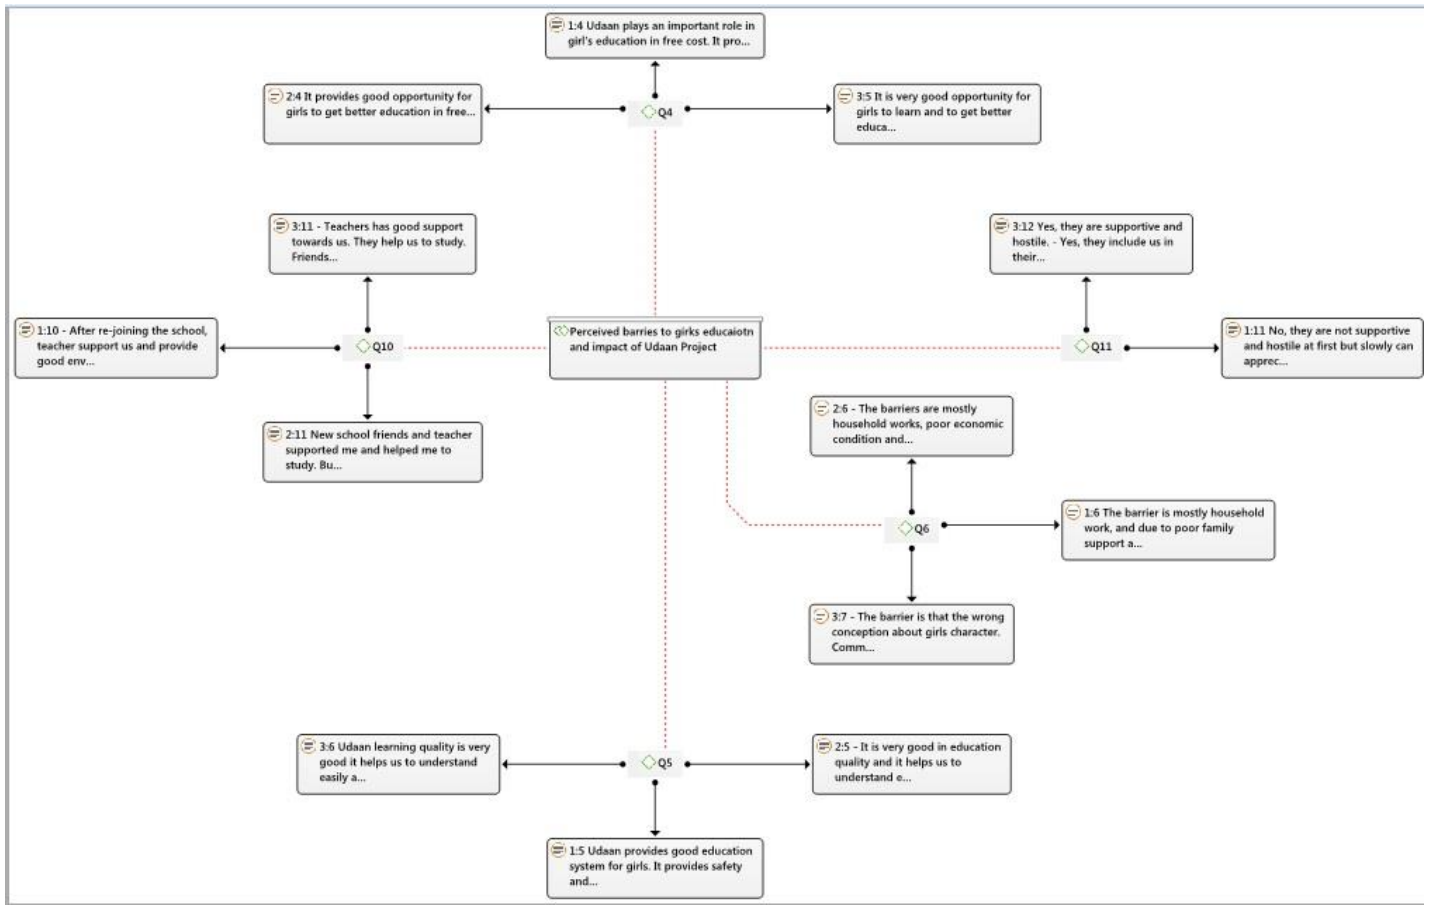 1:4 Udaan plays an important role in
girl's education in free cost. It pro...
2:4 It provides good opportunity for
girls to get better education in free...
Q4
3:5 It is very good opportunity for
girls to learn and to get better
educa...
3:11 - Teachers has good support
towards us. They help us to study.
Friends...
3:12 Yes, they are supportive and
hostile. - Yes, they include us in
their...
1:10 - After re-joining the school,
teacher support us and provide
good env...
Q10
Perceived barries to girks educaiotn
and impact of Udaan Project
Q11
1:11 No, they are not supportive
and hostile at first but slowly can
apprec...
2:11 New school friends and teacher
supported me and helped me to
study. Bu...
2:6 - The barriers are mostly
household works, poor economic
condition and...
Q6
1:6 The barrier is mostly household
work, and due to poor family
support a...
3:7 - The barrier is that the wrong
conception about girls character.
Comm...
3:6 Udaan learning quality is very
good it helps us to understand
easily a...
Q5
2:5 - It is very good in education
quality and it helps us to
understand e...
1:5 Udaan provides good education
system for girls. It provides safety
and...